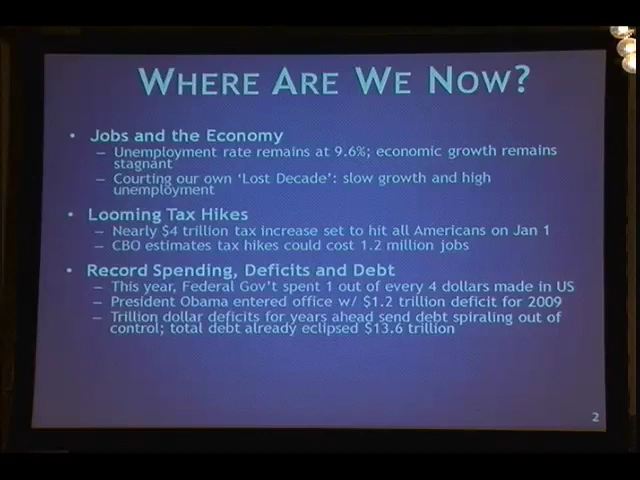 WHERE ARE WE NOW?
• Jobs and the Economy
– Unemployment rate remains at 9.6%; economic growth remains
stagnant
– Courting our own 'Lost Decade': slow growth and high
unemployment
• Looming Tax Hikes
– Nearly $4 trillion tax increase set to hit all Americans on Jan 1
– CBO estimates tax hikes could cost 1.2 million jobs
• Record Spending, Deficits and Debt
– This year, Federal Gov't spent 1 out of every 4 dollars made in US
– President Obama entered office w/ $1.2 trillion deficit for 2009
– Trillion dollar deficits for years ahead send debt spiraling out of
control; total debt already eclipsed $13.6 trillion
2